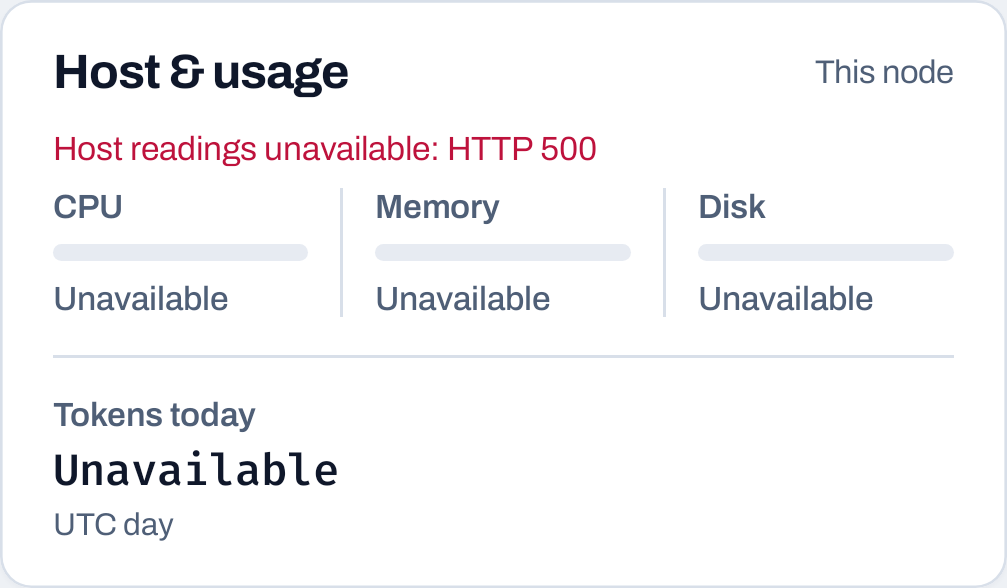 Host & usage
This node
Host readings unavailable: HTTP 500
CPU
Memory
Disk
Unavailable
Unavailable
Unavailable
Tokens today
Unavailable
UTC day